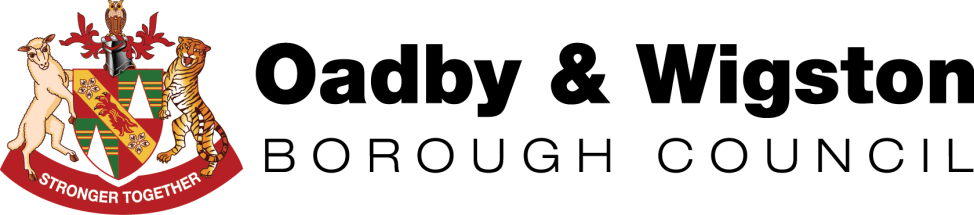 STRONGER TOGETHER
Oadby & Wigston
BOROUGH COUNCIL